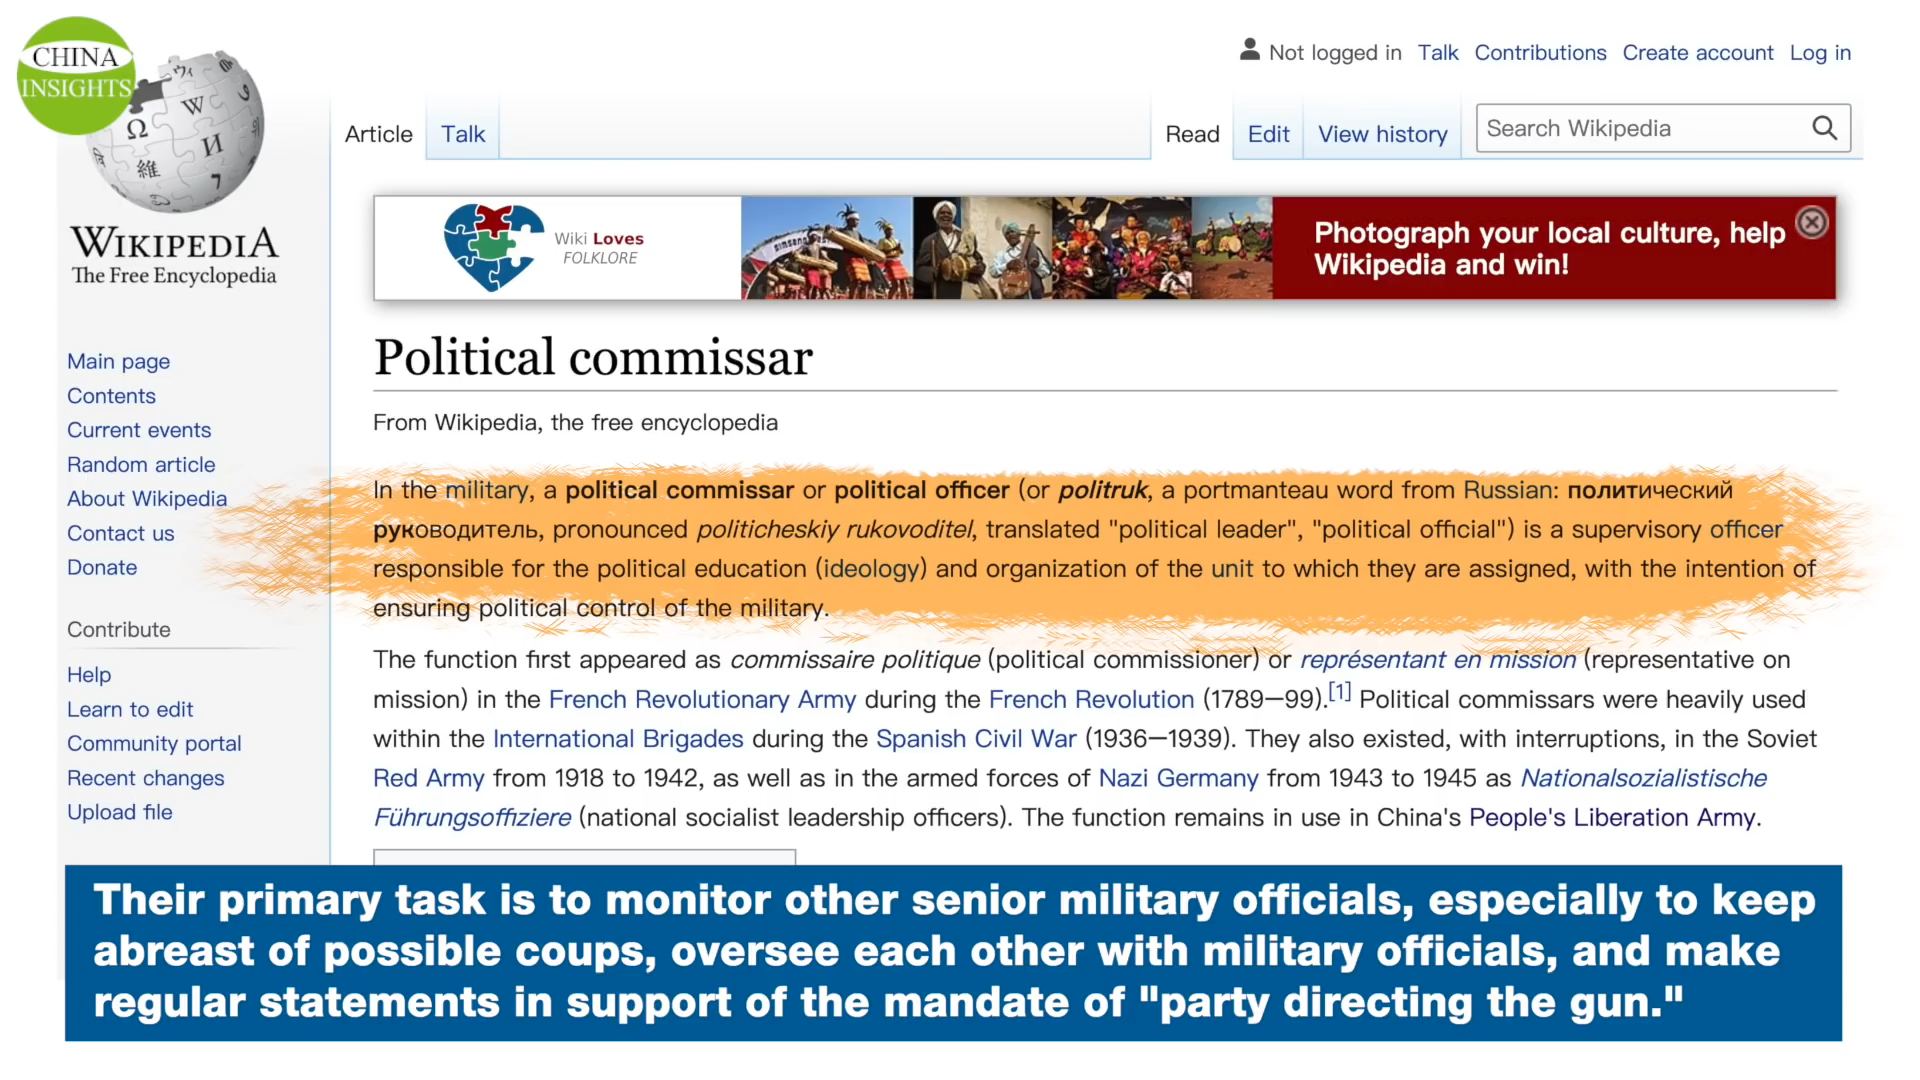 CHINA
INSIGHTS
Not logged in Talk Contributions Create account Log in
Article Talk Read Edit View history Search Wikipedia
WIKIPEDIA
The Free Encyclopedia
Wiki Loves
FOLKLORE
Photograph your local culture, help
Wikipedia and win!
Main page
Contents
Current events
Random article
About Wikipedia
Contact us
Donate
Contribute
Help
Learn to edit
Community portal
Recent changes
Upload file
Political commissar
From Wikipedia, the free encyclopedia
In the military, a political commissar or political officer (or politruk, a portmanteau word from Russian: политический
руководитель, pronounced politicheskiy rukovoditel, translated "political leader", "political official") is a supervisory officer
responsible for the political education (ideology) and organization of the unit to which they are assigned, with the intention of
ensuring political control of the military.
The function first appeared as commissaire politique (political commissioner) or représentant en mission (representative on
mission) in the French Revolutionary Army during the French Revolution (1789–99).[1] Political commissars were heavily used
within the International Brigades during the Spanish Civil War (1936–1939). They also existed, with interruptions, in the Soviet
Red Army from 1918 to 1942, as well as in the armed forces of Nazi Germany from 1943 to 1945 as Nationalsozialistische
Führungsoffiziere (national socialist leadership officers). The function remains in use in China's People's Liberation Army.
Their primary task is to monitor other senior military officials, especially to keep
abreast of possible coups, oversee each other with military officials, and make
regular statements in support of the mandate of "party directing the gun."